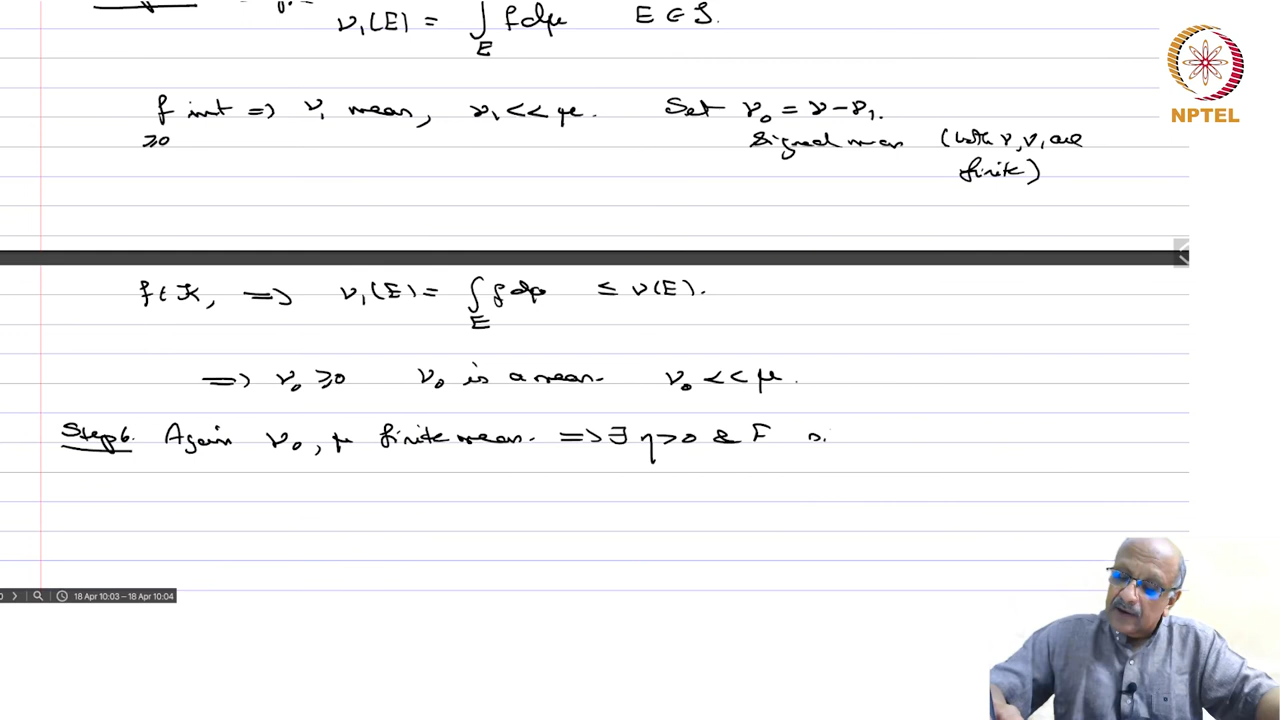 ν₁(E) = ∫_E f dμ E ∈ S.
f int ⇒ ν₁ meas, ν₁ << μ. Set ν₀ = ν − ν₁.
≥0 Signed meas (both ν, ν₁ are
finite)
NPTEL
f ∈ K, ⇒ ν₁(E) = ∫_E f dμ ≤ ν(E).
⇒ ν₀ ≥ 0 ν₀ is a meas. ν₀ << μ.
Step 6. Again ν₀, μ finite meas. ⇒ ∃ η > 0 & F s.
18 Apr 10:03 – 18 Apr 10:04